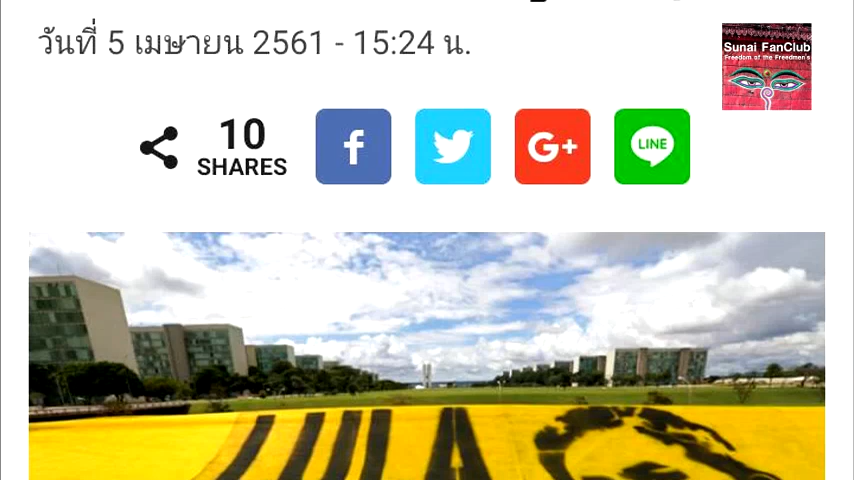 วันที่ 5 เมษายน 2561 - 15:24 น.
Sunai FanClub
Freedom of the Freedmen's
10
SHARES
f
G+
LINE
LULA